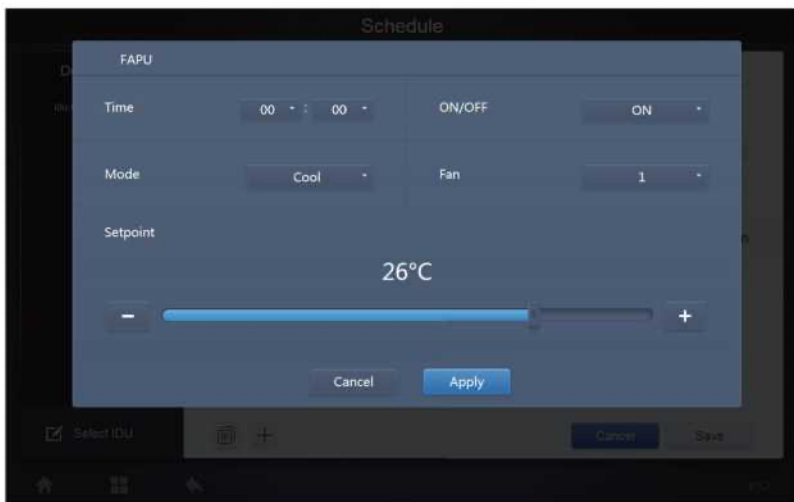 Schedule
FAPU
Time 00 : 00 ON/OFF ON
Mode Cool Fan 1
Setpoint
26°C
− +
Cancel Apply
Select IDU Cancel Save